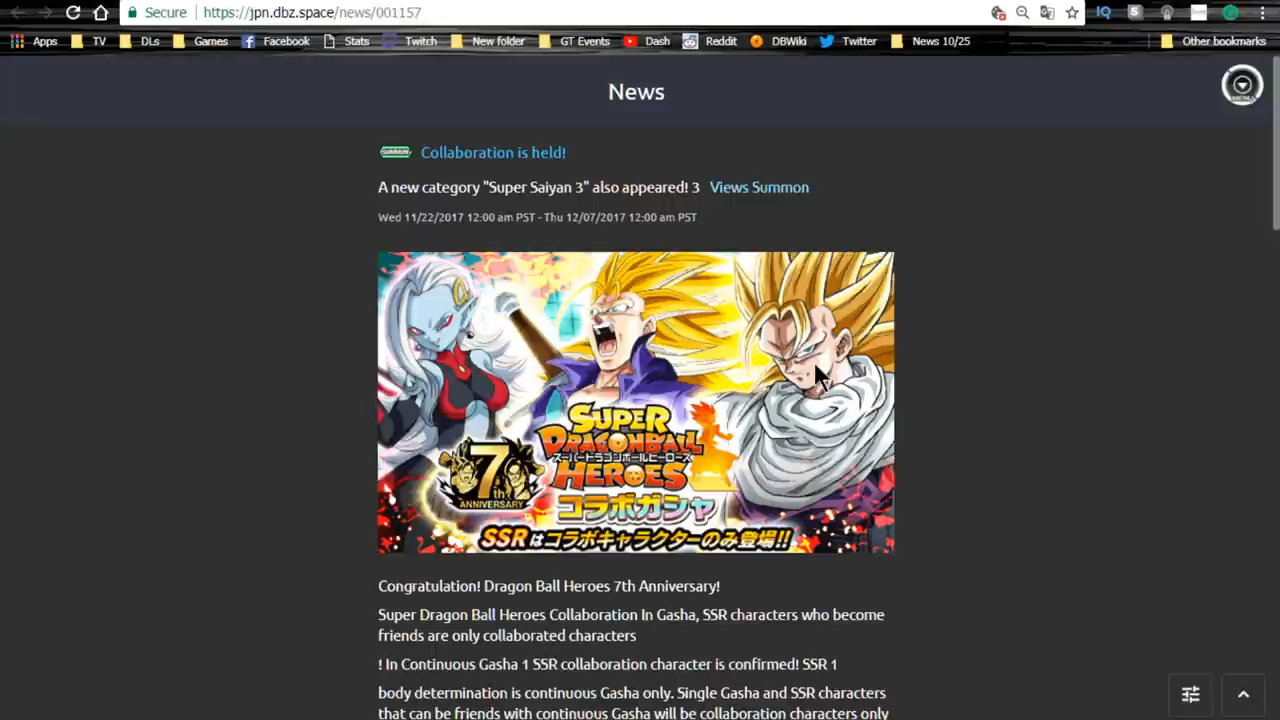 Secure
https://jpn.dbz.space/news/001157
Apps
TV
DLs
Games
Facebook
Stats
Twitch
New folder
GT Events
Dash
Reddit
DBWiki
Twitter
News 10/25
Other bookmarks
News
MENU
Collaboration is held!
A new category "Super Saiyan 3" also appeared! 3 Views Summon
Wed 11/22/2017 12:00 am PST - Thu 12/07/2017 12:00 am PST
SUPER
DRAGONBALL
スーパードラゴンボールヒーローズ
HEROES
7th
ANNIVERSARY
コラボガシャ
SSRはコラボキャラクターのみ登場!!
Congratulation! Dragon Ball Heroes 7th Anniversary!
Super Dragon Ball Heroes Collaboration In Gasha, SSR characters who become
friends are only collaborated characters
! In Continuous Gasha 1 SSR collaboration character is confirmed! SSR 1
body determination is continuous Gasha only. Single Gasha and SSR characters
that can be friends with continuous Gasha will be collaboration characters only